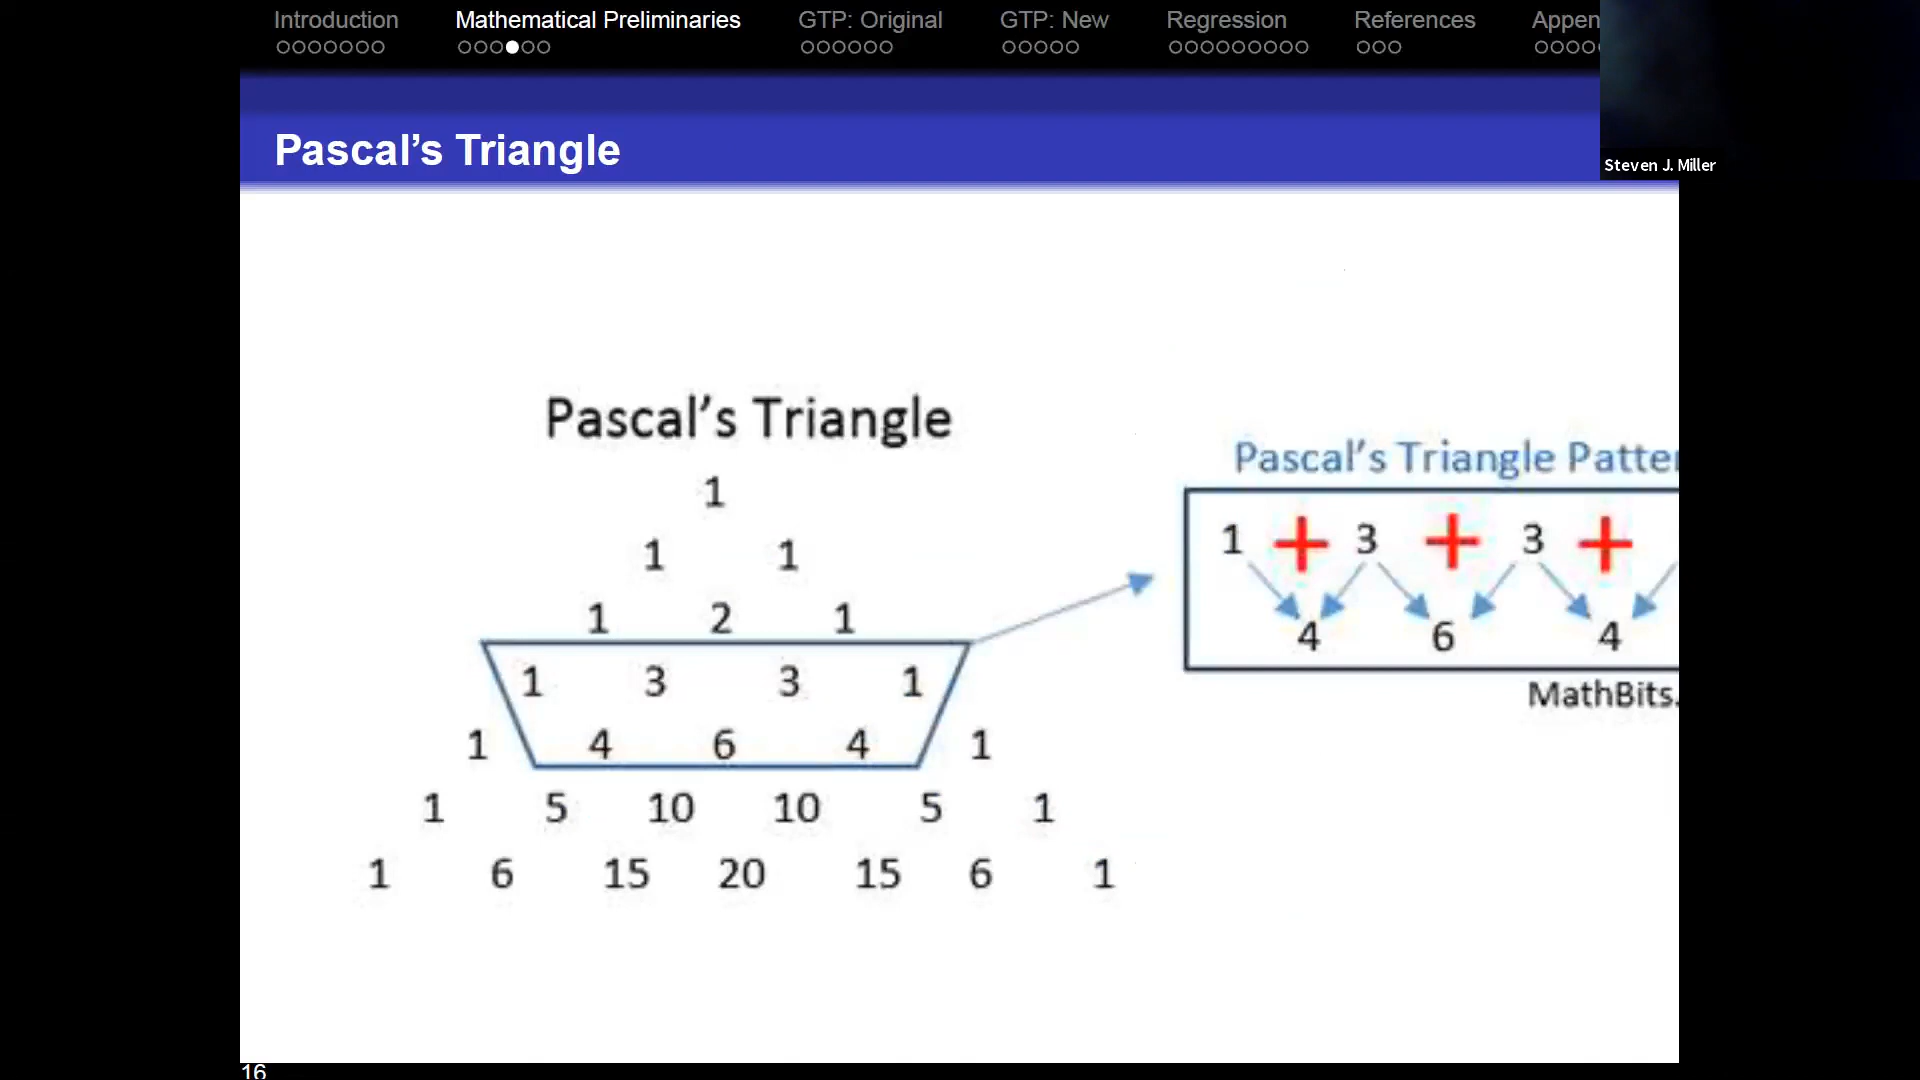 Introduction Mathematical Preliminaries GTP: Original GTP: New Regression References Appen
Steven J. Miller
Pascal's Triangle
Pascal's Triangle
1
1 1
1 2 1
1 3 3 1
1 4 6 4 1
1 5 10 10 5 1
1 6 15 20 15 6 1
Pascal's Triangle Patter
1 + 3 + 3 +
4 6 4
MathBits.
16